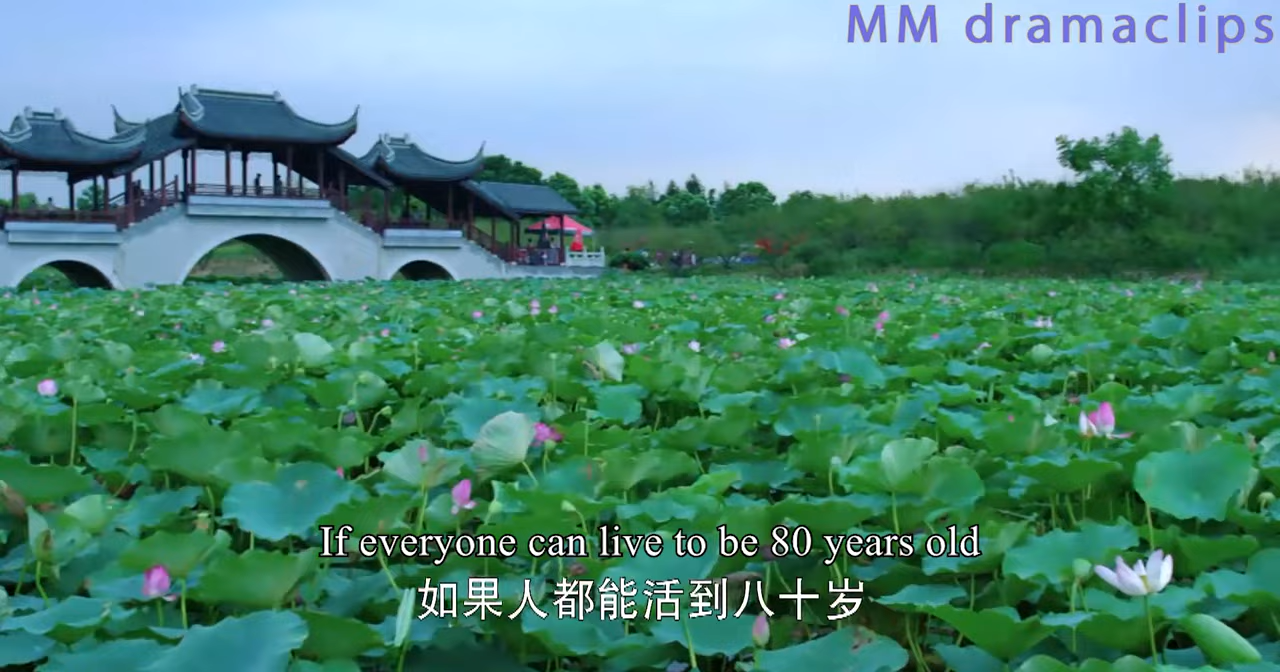 MM dramaclips
If everyone can live to be 80 years old
如果人都能活到八十岁